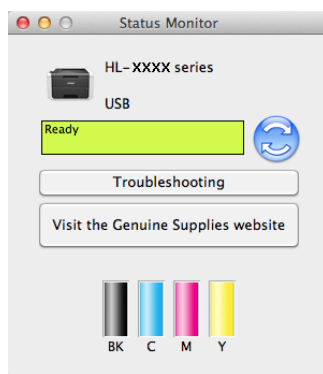 Status Monitor
HL-XXXX series
USB
Ready
Troubleshooting
Visit the Genuine Supplies website
BK C M Y